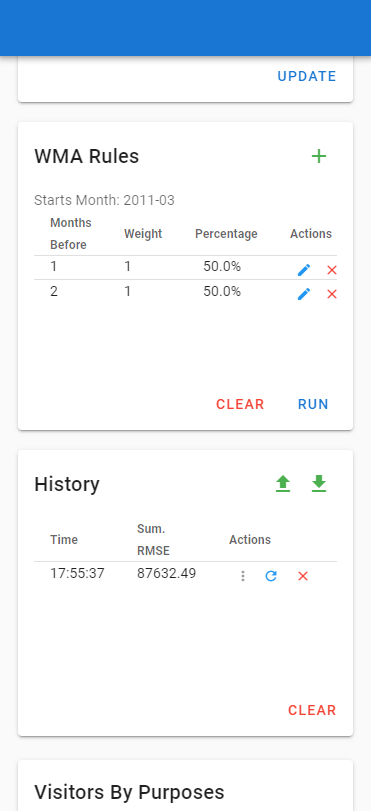 UPDATE
WMA Rules
Starts Month: 2011-03
Months Before Weight Percentage Actions
1 1 50.0%
2 1 50.0%
CLEAR RUN
History
Time Sum. RMSE Actions
17:55:37 87632.49
CLEAR
Visitors By Purposes